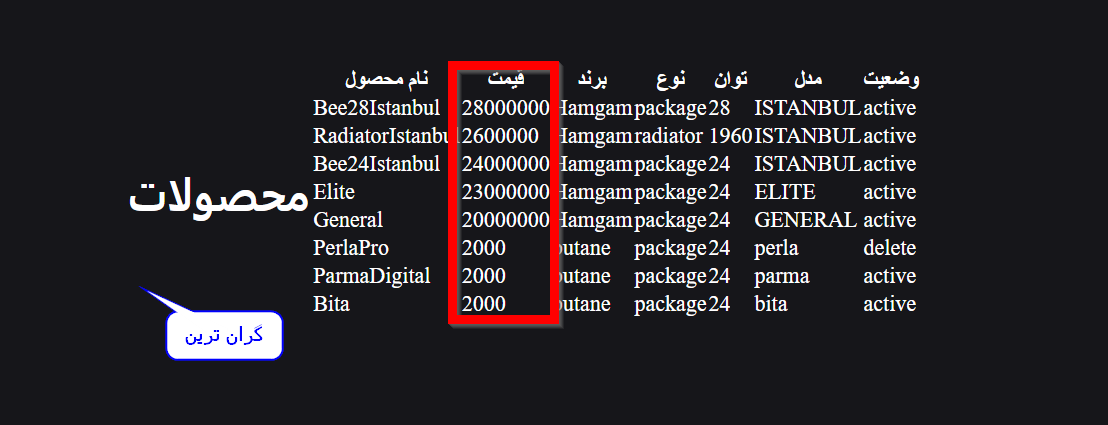 نام محصول قیمت برند نوع توان مدل وضعیت
Bee28Istanbul 28000000 Hamgam package 28 ISTANBUL active
RadiatorIstanbul 2600000 Hamgam radiator 1960 ISTANBUL active
Bee24Istanbul 24000000 Hamgam package 24 ISTANBUL active
محصولات
Elite 23000000 Hamgam package 24 ELITE active
General 20000000 Hamgam package 24 GENERAL active
PerlaPro 2000 butane package 24 perla delete
ParmaDigital 2000 butane package 24 parma active
Bita 2000 butane package 24 bita active
گران ترین